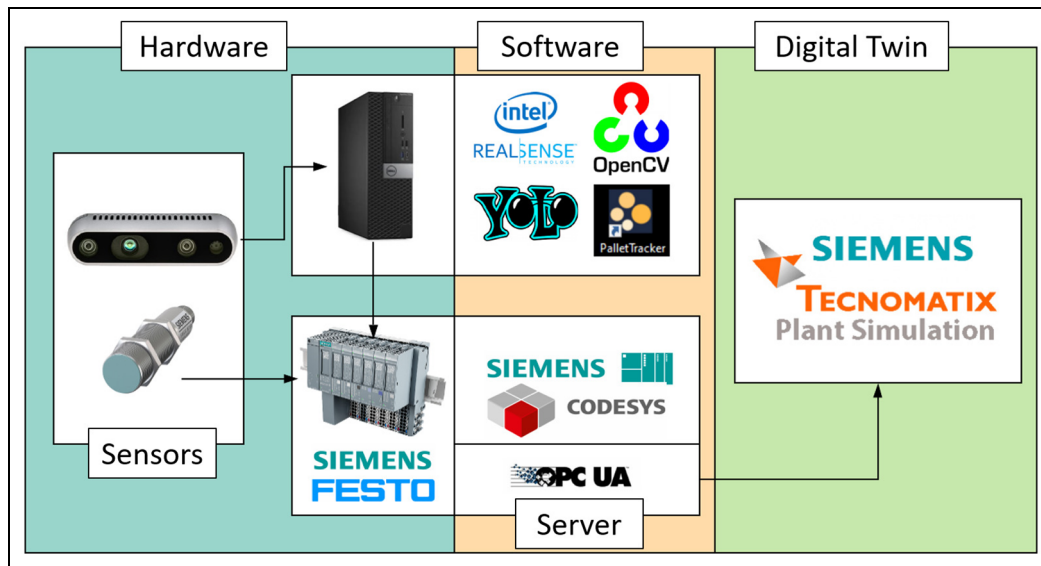 Hardware
Software
Digital Twin
intel
REALSENSE
TECHNOLOGY
OpenCV
YOLO
PalletTracker
Sensors
SIEMENS
FESTO
SIEMENS
CODESYS
OPC UA
Server
SIEMENS
TECNOMATIX
Plant Simulation